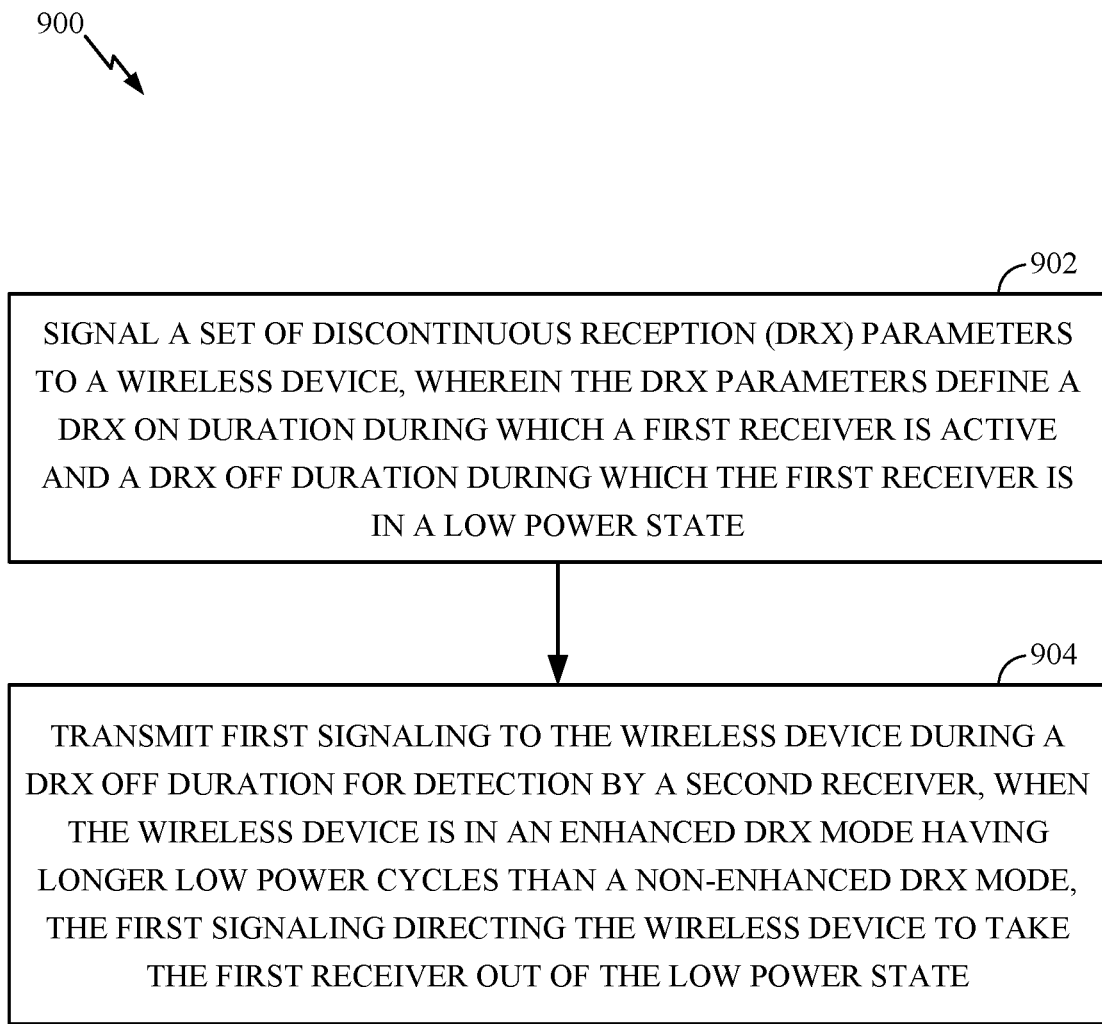 900
902
SIGNAL A SET OF DISCONTINUOUS RECEPTION (DRX) PARAMETERS
TO A WIRELESS DEVICE, WHEREIN THE DRX PARAMETERS DEFINE A
DRX ON DURATION DURING WHICH A FIRST RECEIVER IS ACTIVE
AND A DRX OFF DURATION DURING WHICH THE FIRST RECEIVER IS
IN A LOW POWER STATE
904
TRANSMIT FIRST SIGNALING TO THE WIRELESS DEVICE DURING A
DRX OFF DURATION FOR DETECTION BY A SECOND RECEIVER, WHEN
THE WIRELESS DEVICE IS IN AN ENHANCED DRX MODE HAVING
LONGER LOW POWER CYCLES THAN A NON-ENHANCED DRX MODE,
THE FIRST SIGNALING DIRECTING THE WIRELESS DEVICE TO TAKE
THE FIRST RECEIVER OUT OF THE LOW POWER STATE